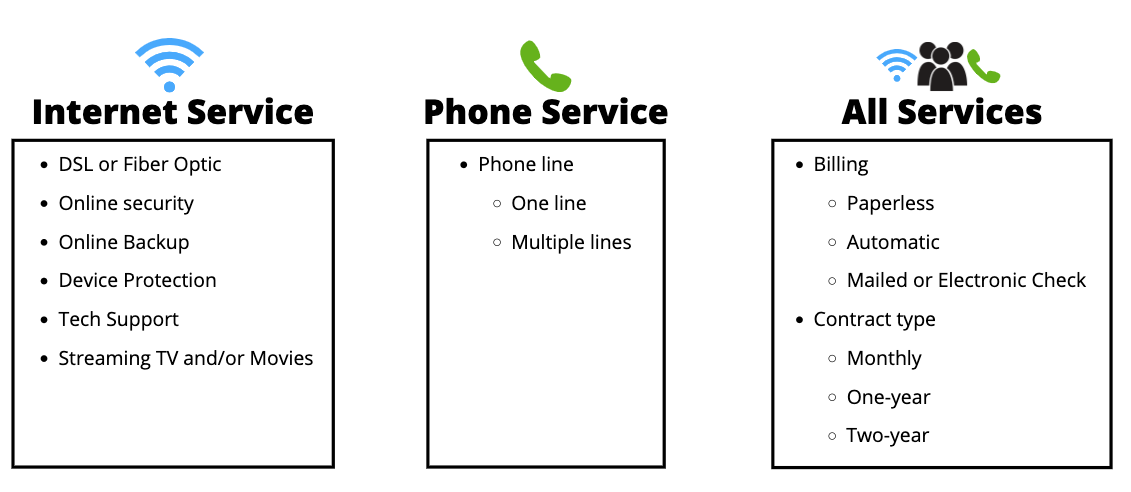 Internet Service
• DSL or Fiber Optic
• Online security
• Online Backup
• Device Protection
• Tech Support
• Streaming TV and/or Movies
Phone Service
• Phone line
○ One line
○ Multiple lines
All Services
• Billing
○ Paperless
○ Automatic
○ Mailed or Electronic Check
• Contract type
○ Monthly
○ One-year
○ Two-year